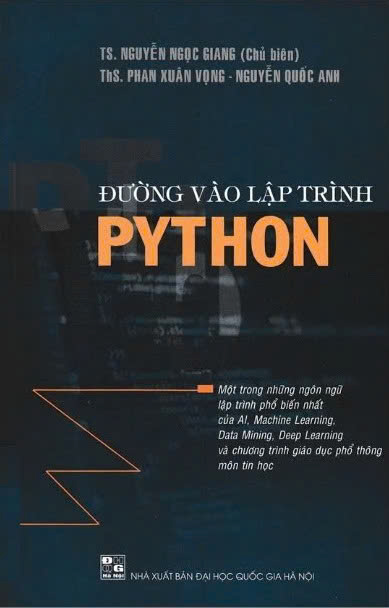 TS. NGUYỄN NGỌC GIANG (Chủ biên)
ThS. PHAN XUÂN VỌNG - NGUYỄN QUỐC ANH
ĐƯỜNG VÀO LẬP TRÌNH
PYTHON
Một trong những ngôn ngữ
lập trình phổ biến nhất
của AI, Machine Learning,
Data Mining, Deep Learning
và chương trình giáo dục phổ thông
môn tin học
Đ G
Hà Nội
NHÀ XUẤT BẢN ĐẠI HỌC QUỐC GIA HÀ NỘI